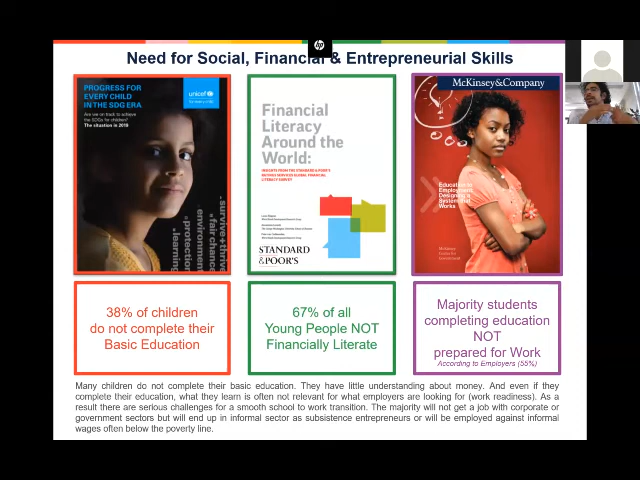 hp
Need for Social, Financial & Entrepreneurial Skills
PROGRESS FOR
EVERY CHILD
IN THE SDG ERA
Are we on track to achieve
the SDGs for children?
The situation in 2018
unicef
survive+thrive
fair chance
environment
protection
learning
Financial
Literacy
Around the
World:
INSIGHTS FROM THE STANDARD & POOR'S
RATINGS SERVICES GLOBAL FINANCIAL
LITERACY SURVEY
STANDARD
&POOR'S
McKinsey&Company
Education to
Employment:
Designing a
System that
Works
McKinsey
Center for
Government
38% of children
do not complete their
Basic Education
67% of all
Young People NOT
Financially Literate
Majority students
completing education
NOT
prepared for Work
According to Employers (55%)
Many children do not complete their basic education. They have little understanding about money. And even if they
complete their education, what they learn is often not relevant for what employers are looking for (work readiness). As a
result there are serious challenges for a smooth school to work transition. The majority will not get a job with corporate or
government sectors but will end up in informal sector as subsistence entrepreneurs or will be employed against informal
wages often below the poverty line.